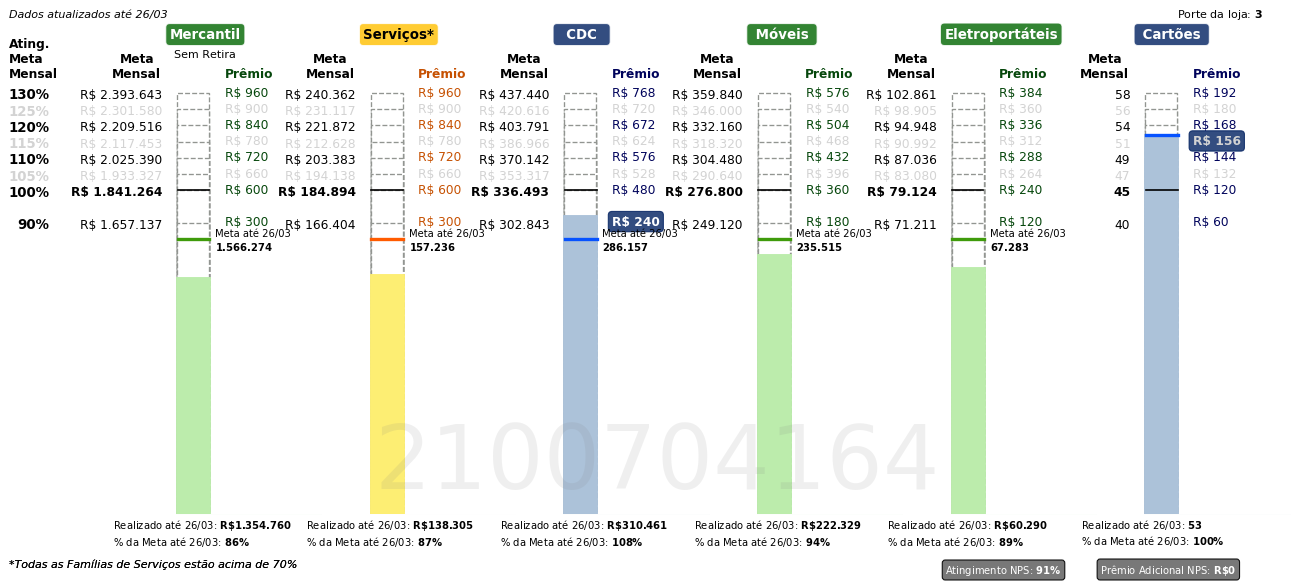 Dados atualizados até 26/03 Porte da loja: 3
Mercantil Serviços* CDC Móveis Eletroportáteis Cartões
Sem Retira
Ating. Meta Mensal Meta Mensal Prêmio Meta Mensal Prêmio Meta Mensal Prêmio Meta Mensal Prêmio Meta Mensal Prêmio Meta Mensal Prêmio
130% R$ 2.393.643 R$ 960 R$ 240.362 R$ 960 R$ 437.440 R$ 768 R$ 359.840 R$ 576 R$ 102.861 R$ 384 58 R$ 192
125% R$ 2.301.580 R$ 900 R$ 231.117 R$ 900 R$ 420.616 R$ 720 R$ 346.000 R$ 540 R$ 98.905 R$ 360 56 R$ 180
120% R$ 2.209.516 R$ 840 R$ 221.872 R$ 840 R$ 403.791 R$ 672 R$ 332.160 R$ 504 R$ 94.948 R$ 336 54 R$ 168
115% R$ 2.117.453 R$ 780 R$ 212.628 R$ 780 R$ 386.966 R$ 624 R$ 318.320 R$ 468 R$ 90.992 R$ 312 51 R$ 156
110% R$ 2.025.390 R$ 720 R$ 203.383 R$ 720 R$ 370.142 R$ 576 R$ 304.480 R$ 432 R$ 87.036 R$ 288 49 R$ 144
105% R$ 1.933.327 R$ 660 R$ 194.138 R$ 660 R$ 353.317 R$ 528 R$ 290.640 R$ 396 R$ 83.080 R$ 264 47 R$ 132
100% R$ 1.841.264 R$ 600 R$ 184.894 R$ 600 R$ 336.493 R$ 480 R$ 276.800 R$ 360 R$ 79.124 R$ 240 45 R$ 120
90% R$ 1.657.137 R$ 300 R$ 166.404 R$ 300 R$ 302.843 R$ 240 R$ 249.120 R$ 180 R$ 71.211 R$ 120 40 R$ 60
Meta até 26/03 Meta até 26/03 Meta até 26/03 Meta até 26/03 Meta até 26/03
1.566.274 157.236 286.157 235.515 67.283
2100704164
Realizado até 26/03: R$1.354.760 Realizado até 26/03: R$138.305 Realizado até 26/03: R$310.461 Realizado até 26/03: R$222.329 Realizado até 26/03: R$60.290 Realizado até 26/03: 53
% da Meta até 26/03: 86% % da Meta até 26/03: 87% % da Meta até 26/03: 108% % da Meta até 26/03: 94% % da Meta até 26/03: 89% % da Meta até 26/03: 100%
*Todas as Famílias de Serviços estão acima de 70% Atingimento NPS: 91% Prêmio Adicional NPS: R$0